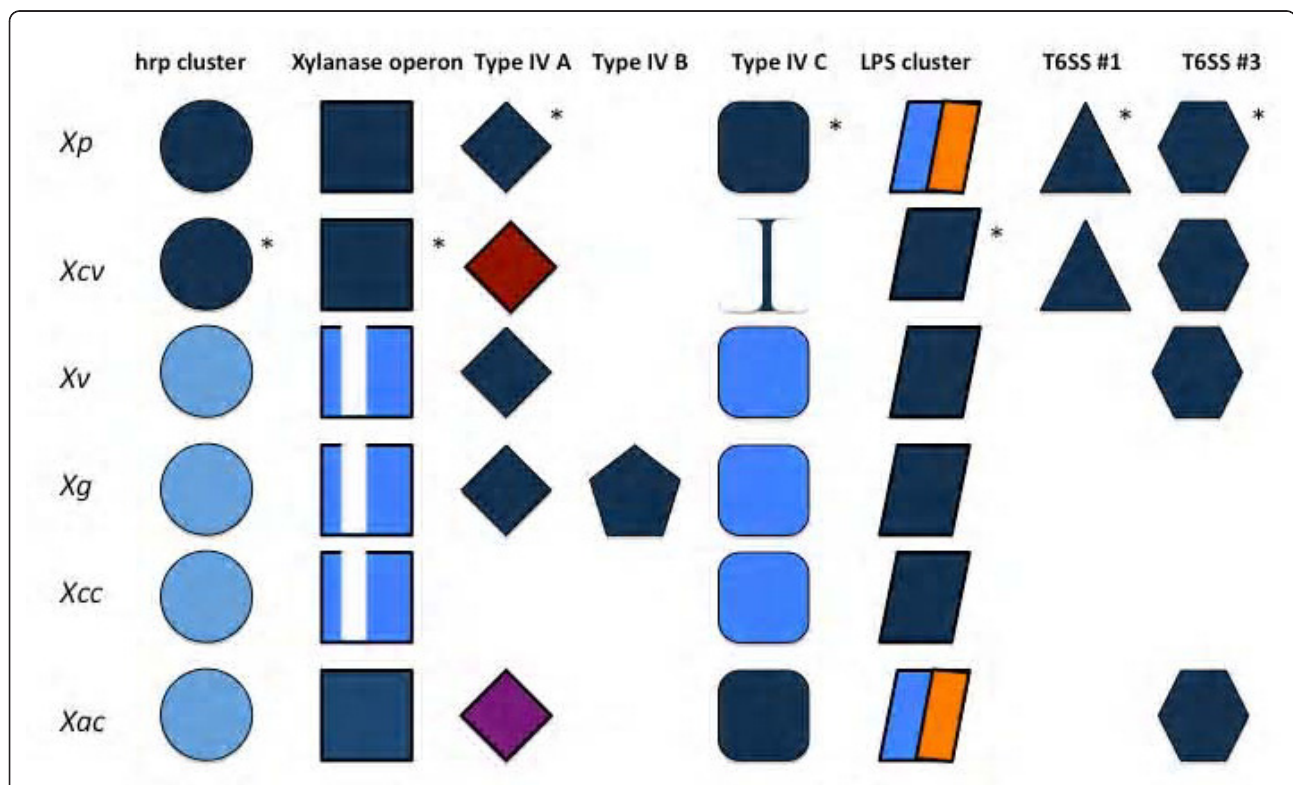 hrp cluster Xylanase operon Type IV A Type IV B Type IV C LPS cluster T6SS #1 T6SS #3
Xp * * * *
Xcv * * *
Xv
Xg
Xcc
Xac